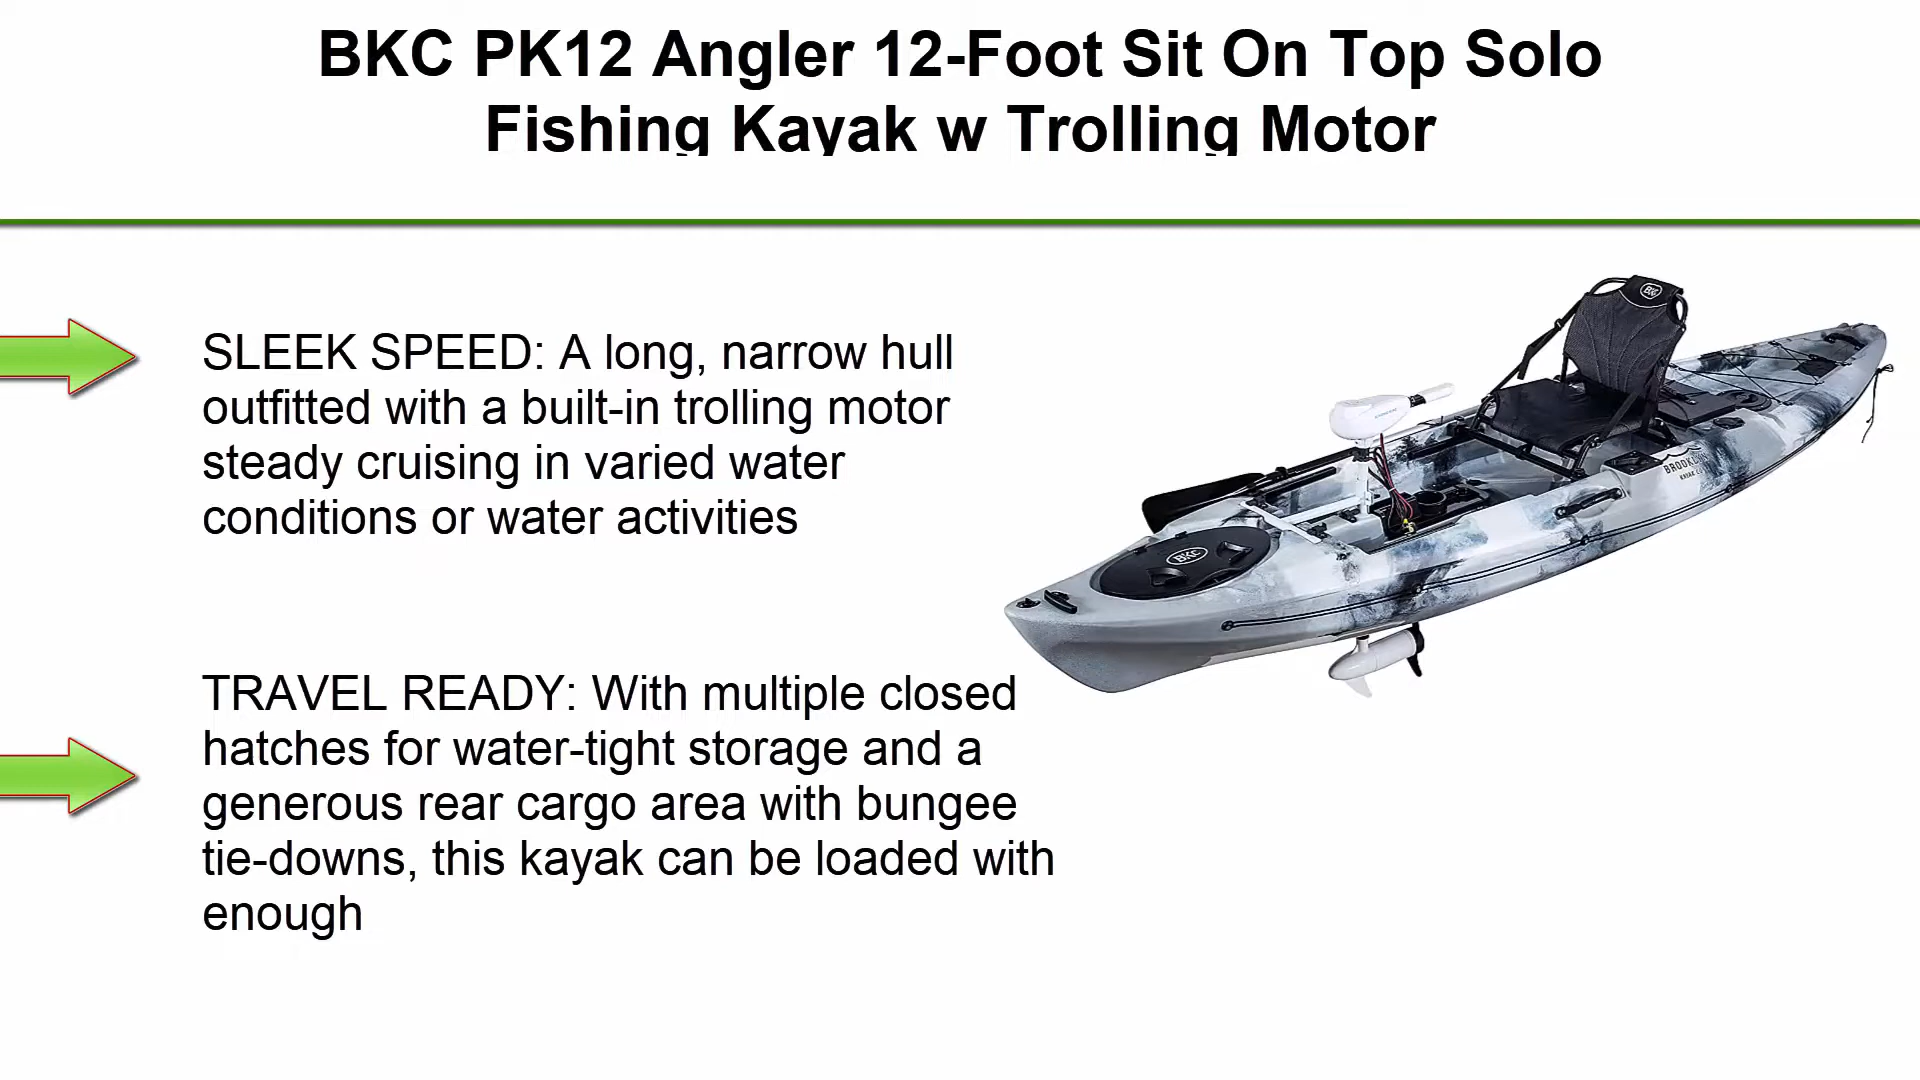 BKC PK12 Angler 12-Foot Sit On Top Solo
Fishing Kayak w Trolling Motor
SLEEK SPEED: A long, narrow hull
outfitted with a built-in trolling motor
steady cruising in varied water
conditions or water activities
TRAVEL READY: With multiple closed
hatches for water-tight storage and a
generous rear cargo area with bungee
tie-downs, this kayak can be loaded with
enough
BKC
BKC